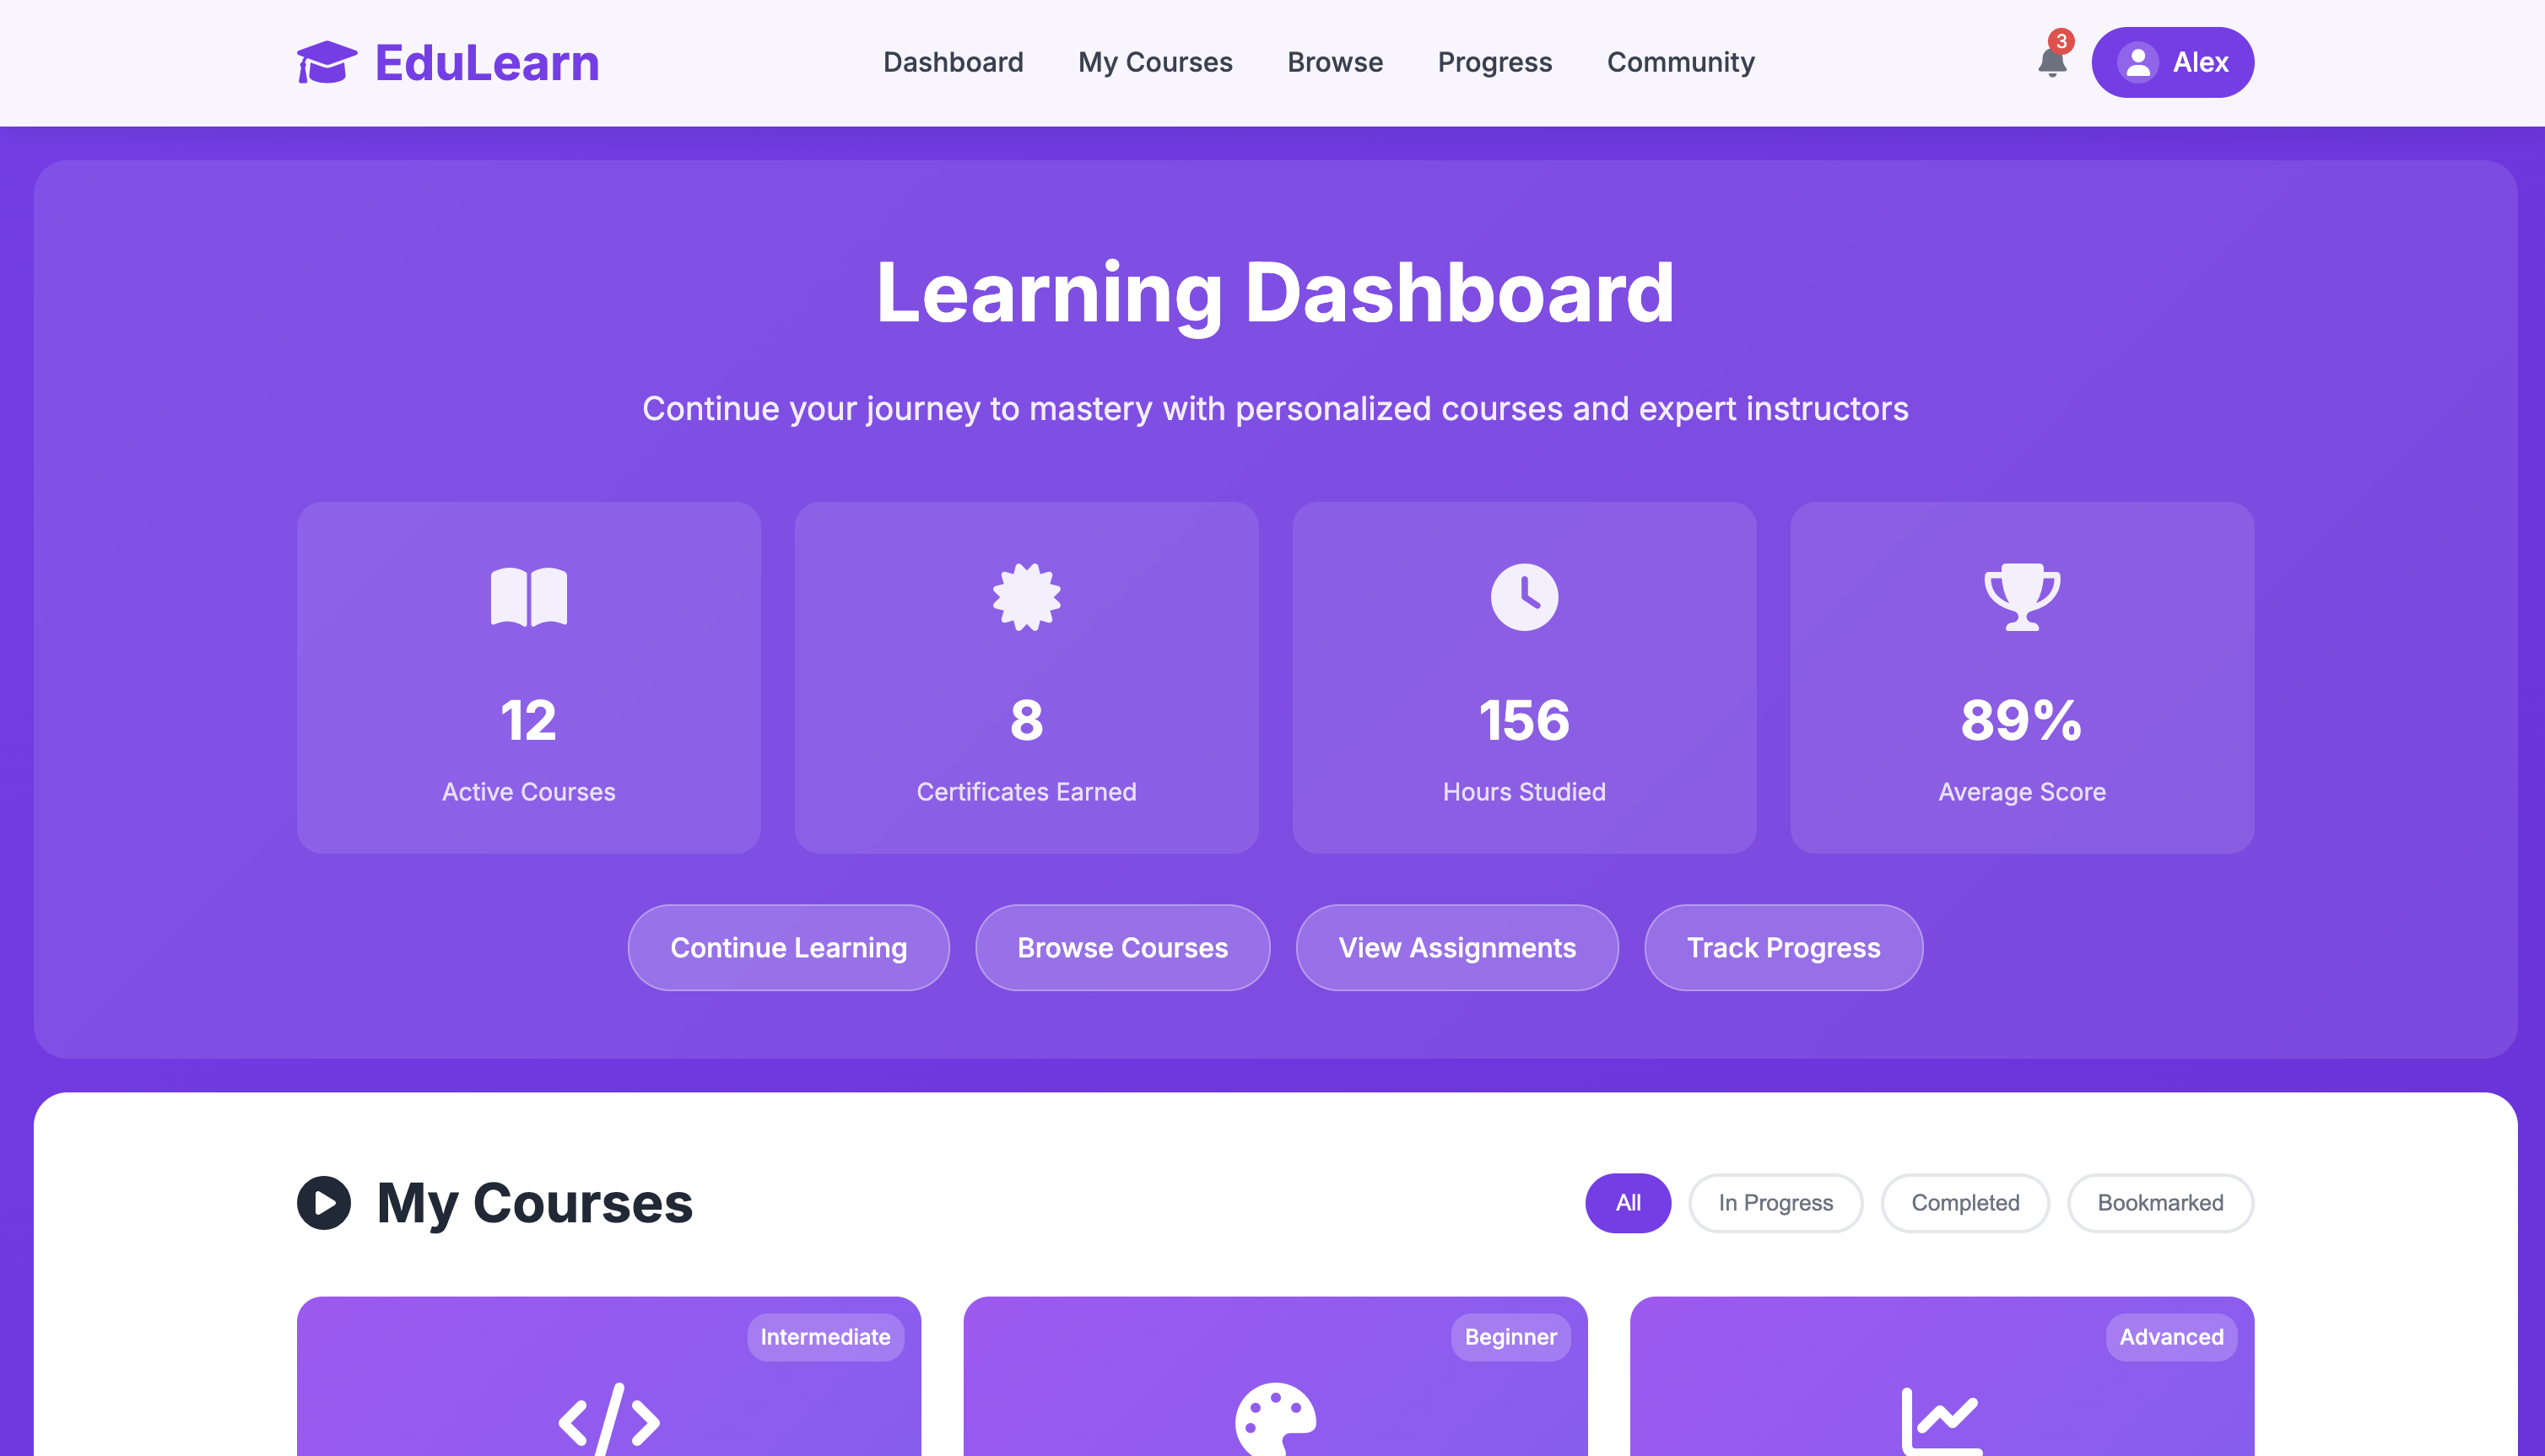 EduLearn
Dashboard
My Courses
Browse
Progress
Community
3
Alex
Learning Dashboard
Continue your journey to mastery with personalized courses and expert instructors
12
Active Courses
8
Certificates Earned
156
Hours Studied
89%
Average Score
Continue Learning
Browse Courses
View Assignments
Track Progress
My Courses
All
In Progress
Completed
Bookmarked
Intermediate
Beginner
Advanced